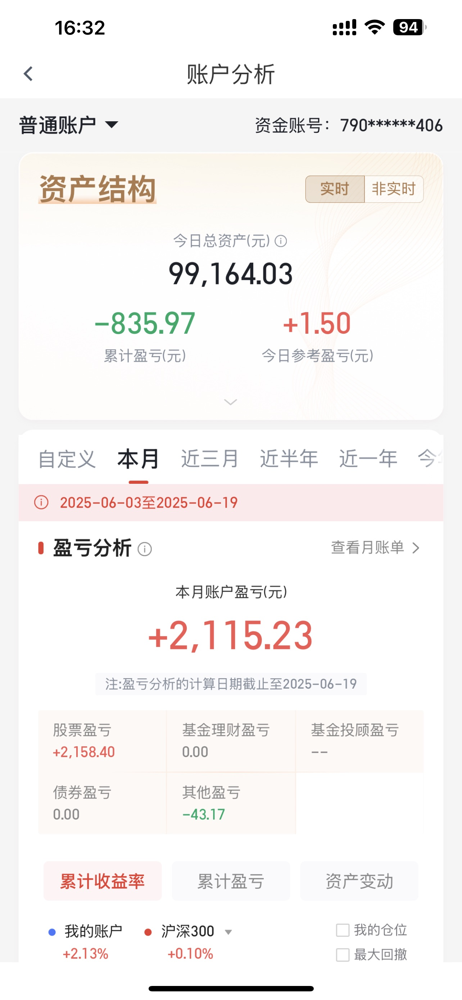 16:32
94
账户分析
普通账户
资金账号：790******406
资产结构
实时
非实时
今日总资产(元)
99,164.03
-835.97
+1.50
累计盈亏(元)
今日参考盈亏(元)
自定义
本月
近三月
近半年
近一年
今
2025-06-03至2025-06-19
盈亏分析
查看月账单
本月账户盈亏(元)
+2,115.23
注:盈亏分析的计算日期截止至2025-06-19
股票盈亏
基金理财盈亏
基金投顾盈亏
+2,158.40
0.00
--
债券盈亏
其他盈亏
0.00
-43.17
累计收益率
累计盈亏
资产变动
我的账户
沪深300
我的仓位
+2.13%
+0.10%
最大回撤